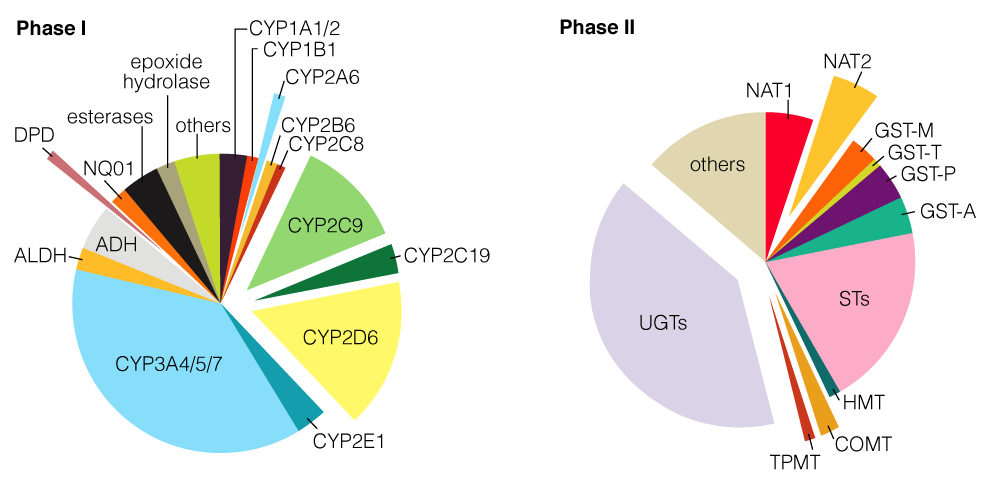 Phase I
CYP1A1/2
CYP1B1
CYP2A6
CYP2B6
CYP2C8
CYP2C9
CYP2C19
CYP2D6
CYP2E1
CYP3A4/5/7
ALDH
ADH
DPD
NQ01
esterases
epoxide
hydrolase
others
Phase II
NAT1
NAT2
GST-M
GST-T
GST-P
GST-A
STs
HMT
COMT
TPMT
UGTs
others